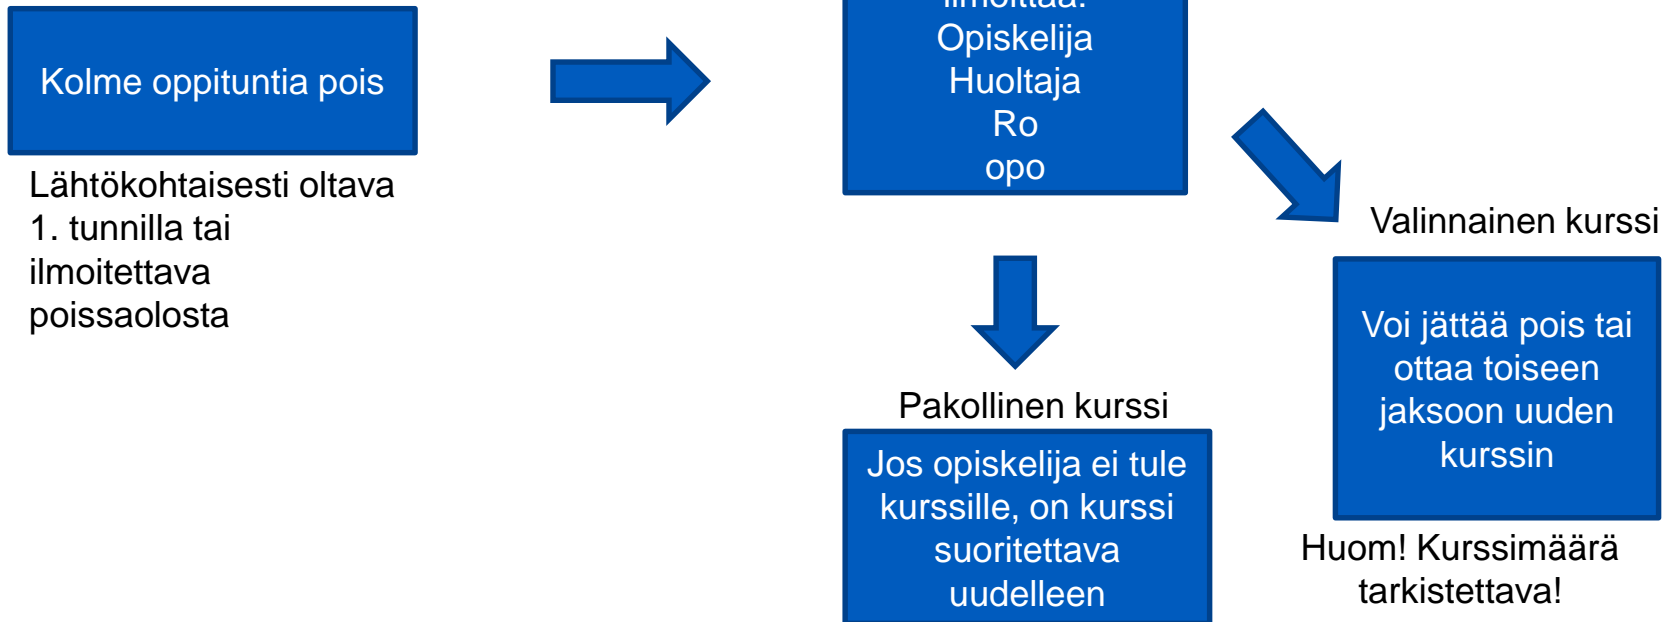 Kolme oppituntia pois
Lähtökohtaisesti oltava
1. tunnilla tai
ilmoitettava
poissaolosta
ilmoittaa:
Opiskelija
Huoltaja
Ro
opo
Pakollinen kurssi
Jos opiskelija ei tule
kurssille, on kurssi
suoritettava
uudelleen
Valinnainen kurssi
Voi jättää pois tai
ottaa toiseen
jaksoon uuden
kurssin
Huom! Kurssimäärä
tarkistettava!